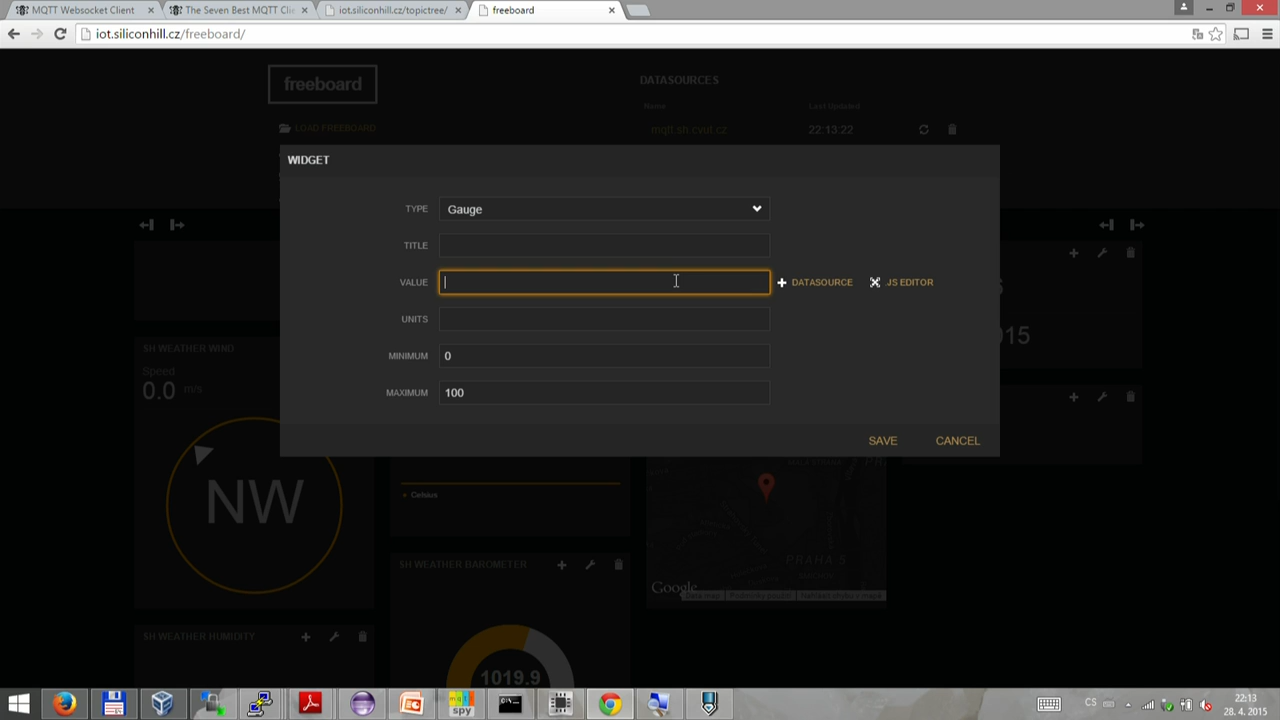 MQTT Websocket Client
The Seven Best MQTT Clie
iot.siliconhill.cz/topictree/
freeboard
iot.siliconhill.cz/freeboard/
freeboard
DATASOURCES
Name
Last Updated
LOAD FREEBOARD
mqtt.sh.cvut.cz
22:13:22
WIDGET
TYPE
Gauge
TITLE
VALUE
DATASOURCE
.JS EDITOR
UNITS
MINIMUM
0
MAXIMUM
100
SAVE
CANCEL
SH WEATHER WIND
Speed
0.0 m/s
NW
Celsius
015
PRAHA 5
Google
SH WEATHER BAROMETER
SH WEATHER HUMIDITY
1019.9
mqtt
spy
CS
22:13
28. 4. 2015